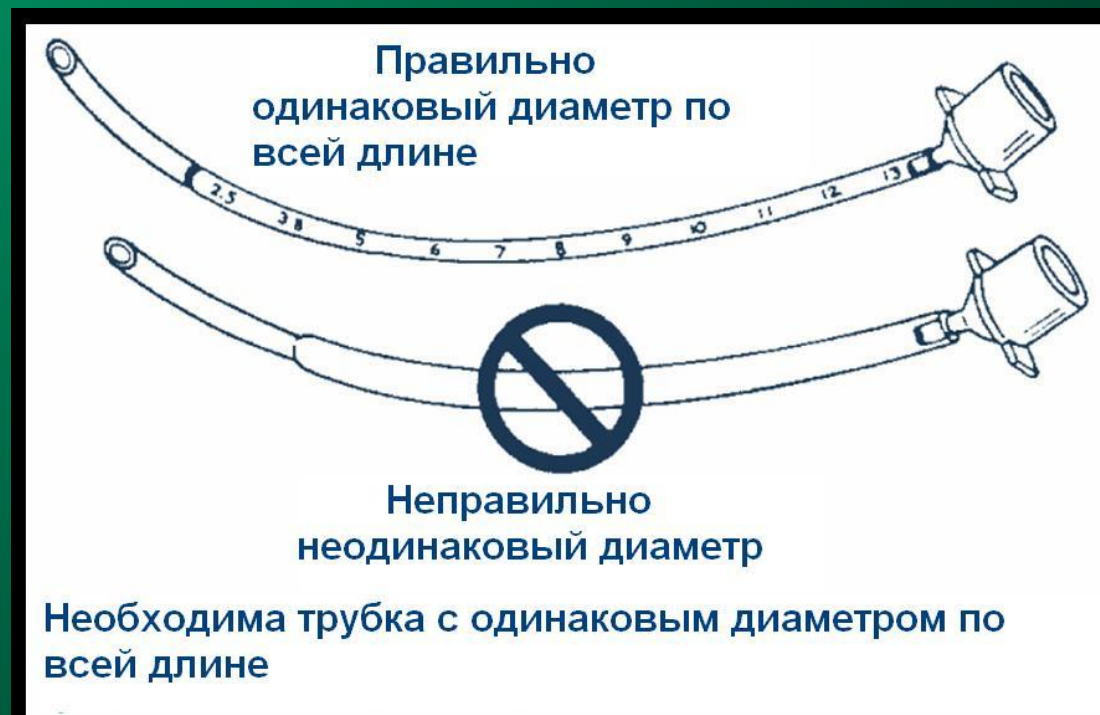 Правильно
одинаковый диаметр по
всей длине
2.5 3 8 5 6 7 8 9 10 11 12 13
Неправильно
неодинаковый диаметр
Необходима трубка с одинаковым диаметром по
всей длине